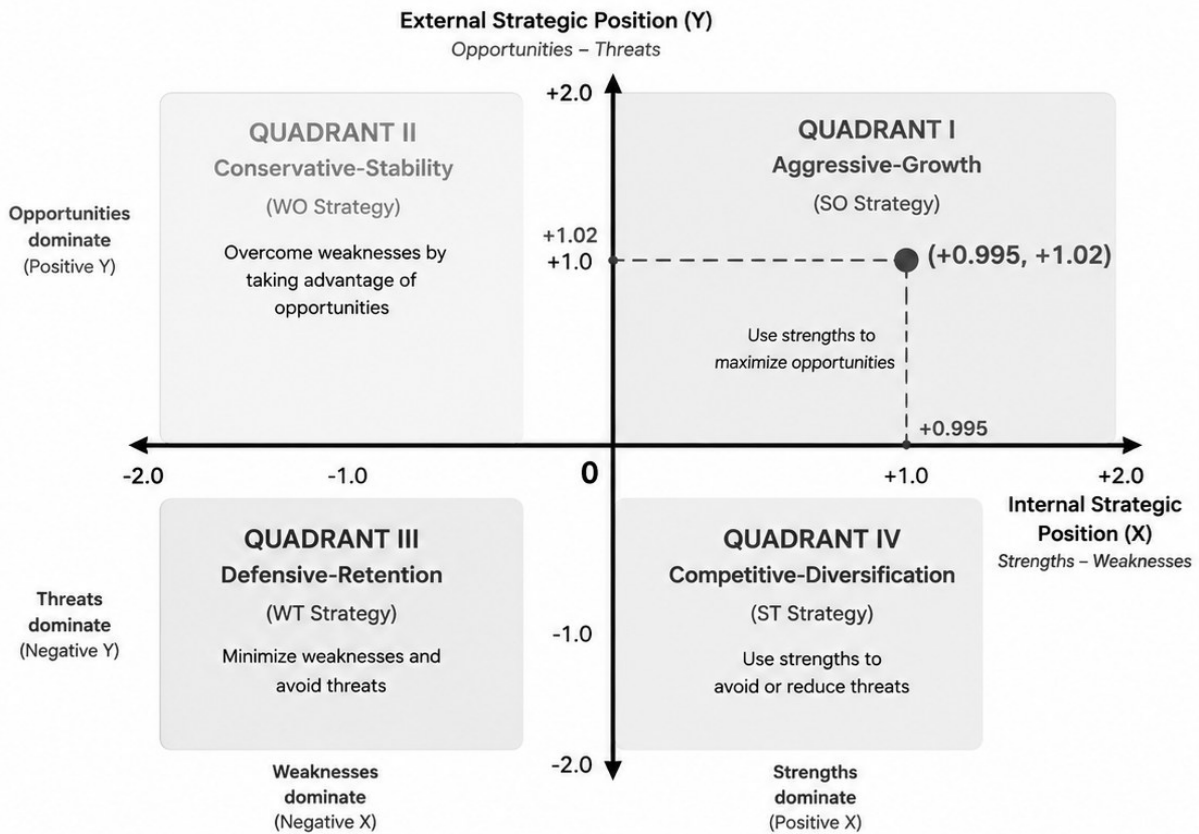 External Strategic Position (Y)
Opportunities – Threats
+2.0
QUADRANT II
Conservative-Stability
(WO Strategy)
Overcome weaknesses by
taking advantage of
opportunities
QUADRANT I
Aggressive-Growth
(SO Strategy)
Opportunities
dominate
(Positive Y)
+1.02
+1.0
(+0.995, +1.02)
Use strengths to
maximize opportunities
+0.995
-2.0
-1.0
0
+1.0
+2.0
Internal Strategic
Position (X)
Strengths – Weaknesses
QUADRANT III
Defensive-Retention
(WT Strategy)
Minimize weaknesses and
avoid threats
QUADRANT IV
Competitive-Diversification
(ST Strategy)
Use strengths to
avoid or reduce threats
Threats
dominate
(Negative Y)
-1.0
-2.0
Weaknesses
dominate
(Negative X)
Strengths
dominate
(Positive X)